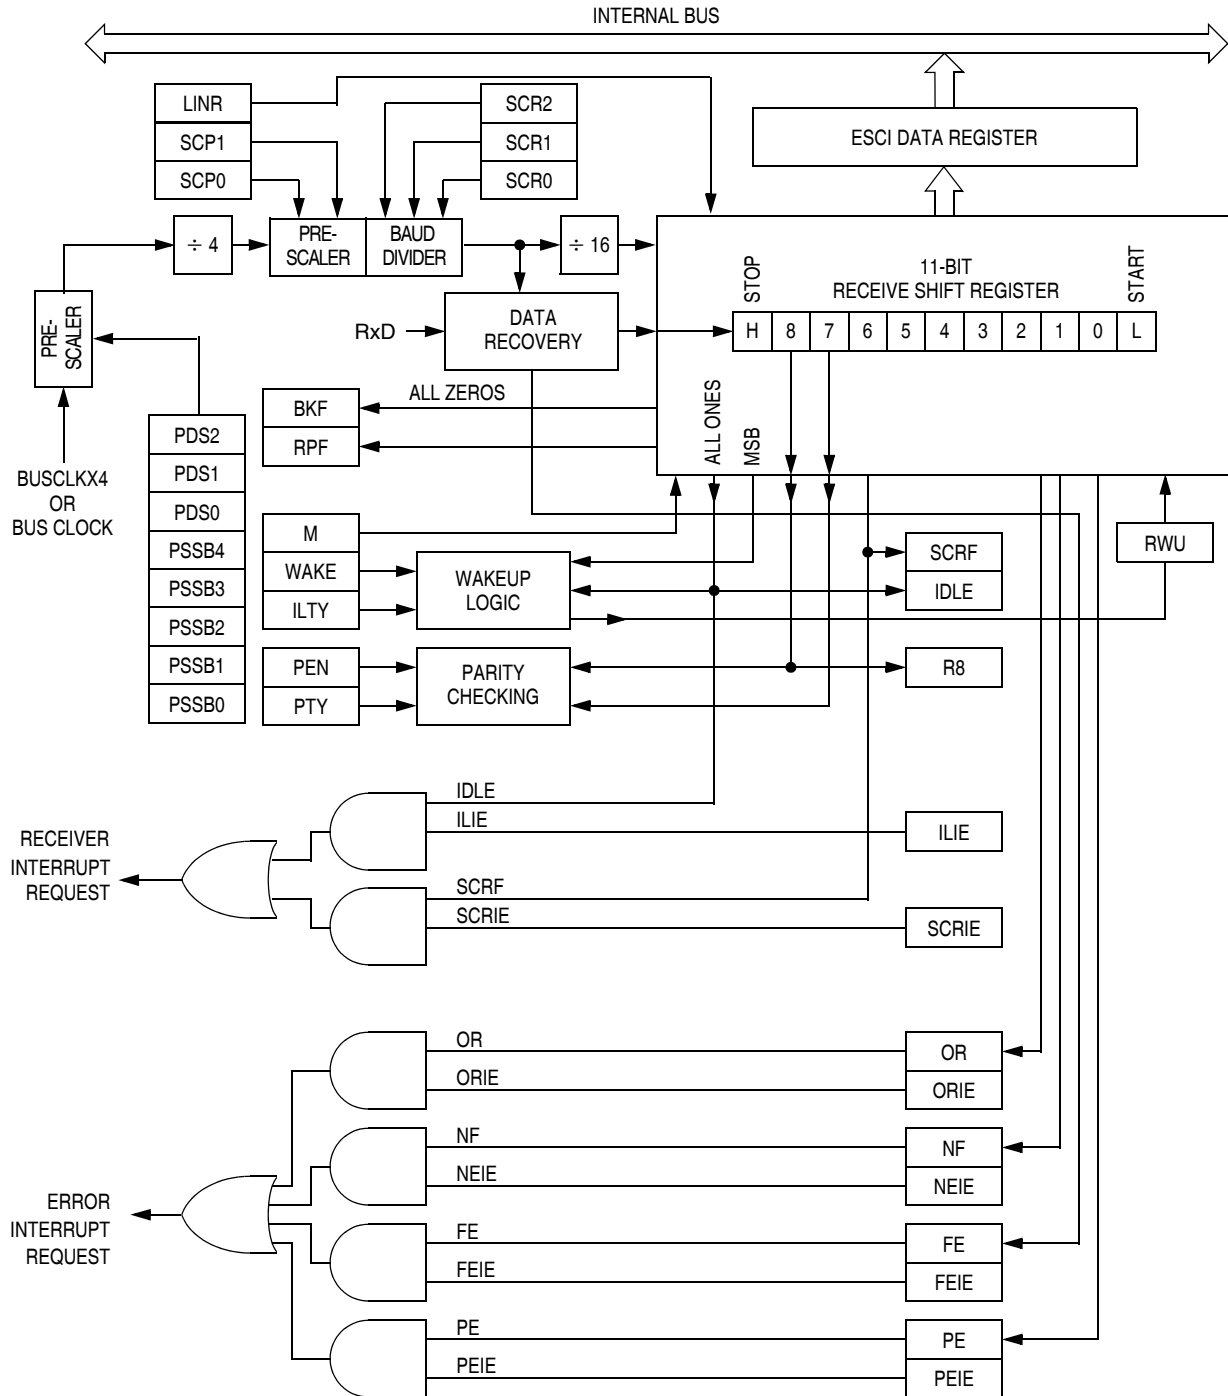 INTERNAL BUS
LINR
SCP1
SCP0
SCR2
SCR1
SCR0
ESCI DATA REGISTER
÷ 4
PRE-
SCALER
BAUD
DIVIDER
÷ 16
PRE-
SCALER
RxD
DATA
RECOVERY
STOP
11-BIT
RECEIVE SHIFT REGISTER
START
H 8 7 6 5 4 3 2 1 0 L
ALL ZEROS
BKF
RPF
ALL ONES
MSB
BUSCLKX4
OR
BUS CLOCK
PDS2
PDS1
PDS0
PSSB4
PSSB3
PSSB2
PSSB1
PSSB0
M
WAKE
ILTY
WAKEUP
LOGIC
SCRF
IDLE
RWU
PEN
PTY
PARITY
CHECKING
R8
RECEIVER
INTERRUPT
REQUEST
IDLE
ILIE
ILIE
SCRF
SCRIE
SCRIE
ERROR
INTERRUPT
REQUEST
OR
ORIE
OR
ORIE
NF
NEIE
NF
NEIE
FE
FEIE
FE
FEIE
PE
PEIE
PE
PEIE